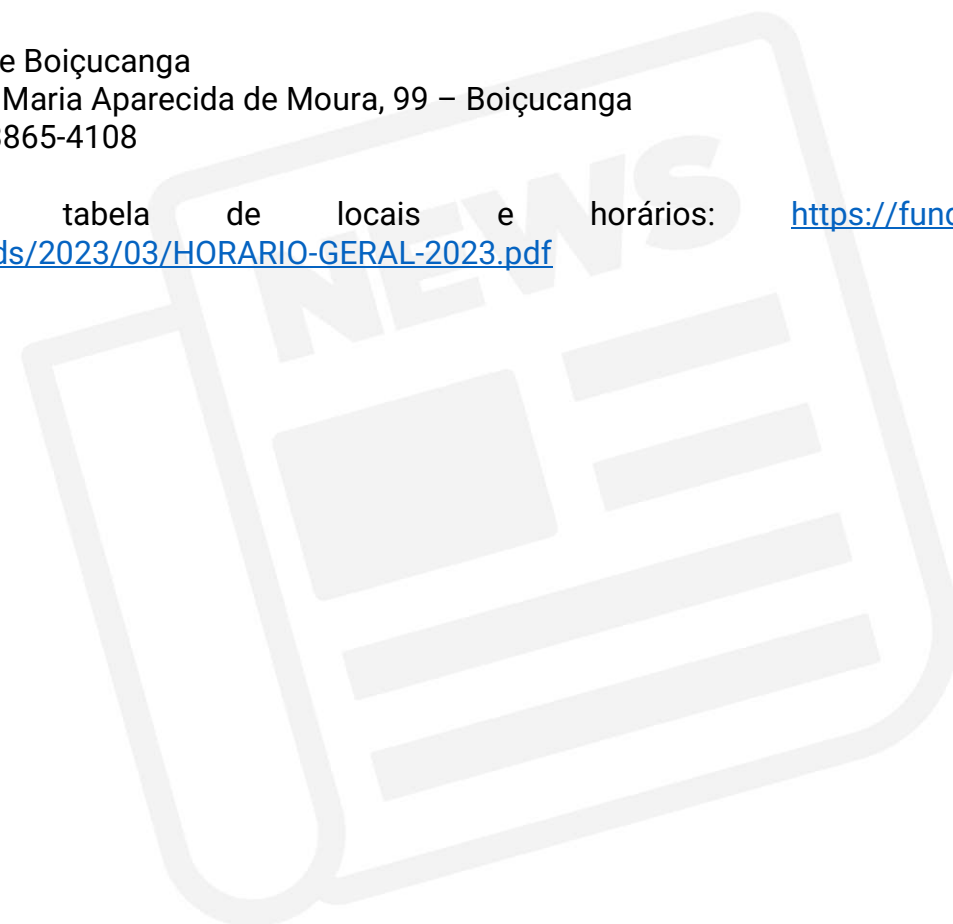 e Boiçucanga
Maria Aparecida de Moura, 99 – Boiçucanga
865-4108
tabela de locais e horários: https://fund
ds/2023/03/HORARIO-GERAL-2023.pdf
NEWS